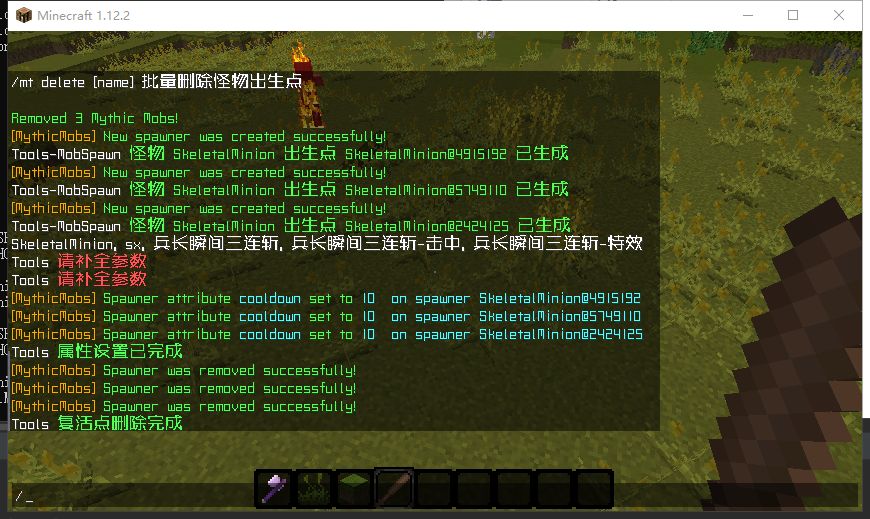 Minecraft 1.12.2
/mt delete [name] 批量删除怪物出生点
Removed 3 Mythic Mobs!
[MythicMobs] New spawner was created successfully!
Tools-MobSpawn 怪物 SkeletalMinion 出生点 SkeletalMinion@4915192 已生成
[MythicMobs] New spawner was created successfully!
Tools-MobSpawn 怪物 SkeletalMinion 出生点 SkeletalMinion@5749110 已生成
[MythicMobs] New spawner was created successfully!
Tools-MobSpawn 怪物 SkeletalMinion 出生点 SkeletalMinion@2424125 已生成
SkeletalMinion, sx, 兵长瞬间三连斩, 兵长瞬间三连斩-击中, 兵长瞬间三连斩-特效
Tools 请补全参数
Tools 请补全参数
[MythicMobs] Spawner attribute cooldown set to 10 on spawner SkeletalMinion@4915192
[MythicMobs] Spawner attribute cooldown set to 10 on spawner SkeletalMinion@5749110
[MythicMobs] Spawner attribute cooldown set to 10 on spawner SkeletalMinion@2424125
Tools 属性设置已完成
[MythicMobs] Spawner was removed successfully!
[MythicMobs] Spawner was removed successfully!
[MythicMobs] Spawner was removed successfully!
Tools 复活点删除完成
/_